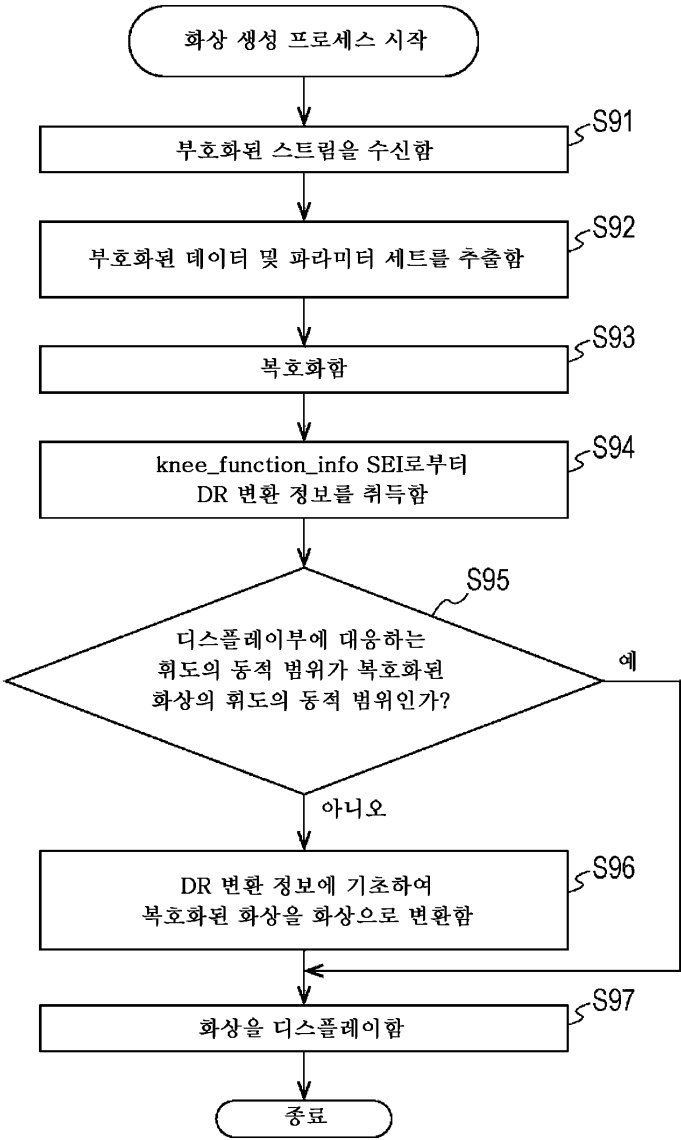 화상 생성 프로세스 시작
S91
부호화된 스트림을 수신함
S92
부호화된 데이터 및 파라미터 세트를 추출함
S93
복호화함
S94
knee_function_info SEI로부터
DR 변환 정보를 취득함
S95
디스플레이부에 대응하는
휘도의 동적 범위가 복호화된
화상의 휘도의 동적 범위인가?
예
아니오
S96
DR 변환 정보에 기초하여
복호화된 화상을 화상으로 변환함
S97
화상을 디스플레이함
종료